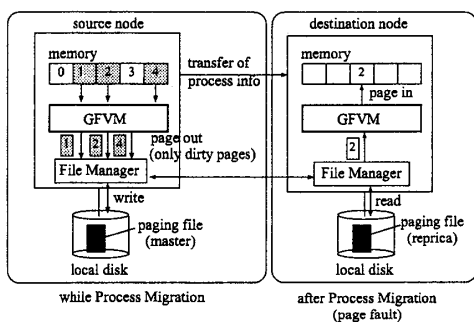 source node
memory
0 1 2 3 4
GFVM
1 2 4
page out
(only dirty pages)
File Manager
write
paging file
(master)
local disk
while Process Migration
transfer of
process info
destination node
memory
2
page in
GFVM
2
File Manager
read
paging file
(reprica)
local disk
after Process Migration
(page fault)